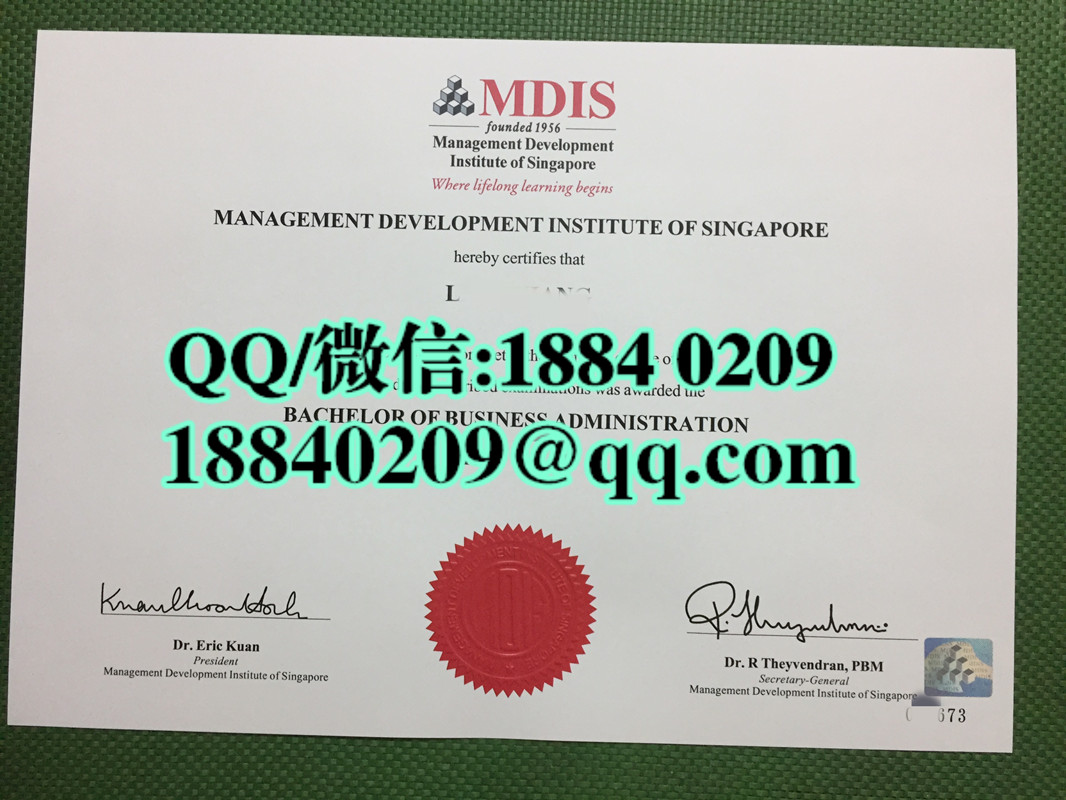 MDIS
founded 1956
Management Development
Institute of Singapore
Where lifelong learning begins
MANAGEMENT DEVELOPMENT INSTITUTE OF SINGAPORE
hereby certifies that
L
QQ/微信:1884 0209
examinations was awarded the
BACHELOR OF BUSINESS ADMINISTRATION
18840209@qq.com
Dr. Eric Kuan
President
Management Development Institute of Singapore
Dr. R Theyvendran, PBM
Secretary-General
Management Development Institute of Singapore
673